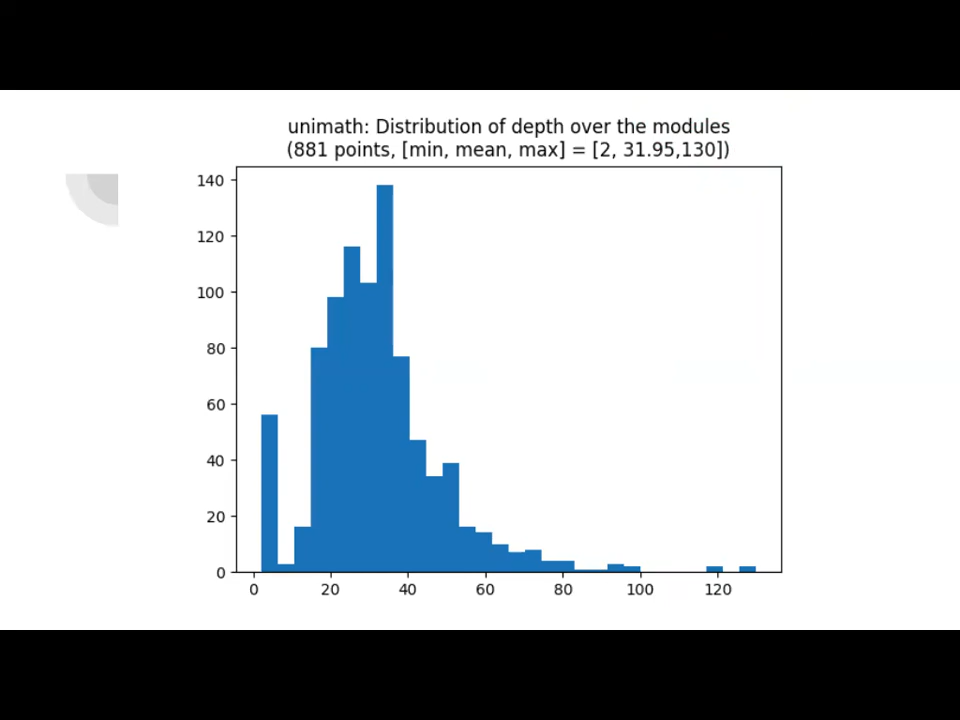 unimath: Distribution of depth over the modules
(881 points, [min, mean, max] = [2, 31.95,130])
140
120
100
80
60
40
20
0
0 20 40 60 80 100 120